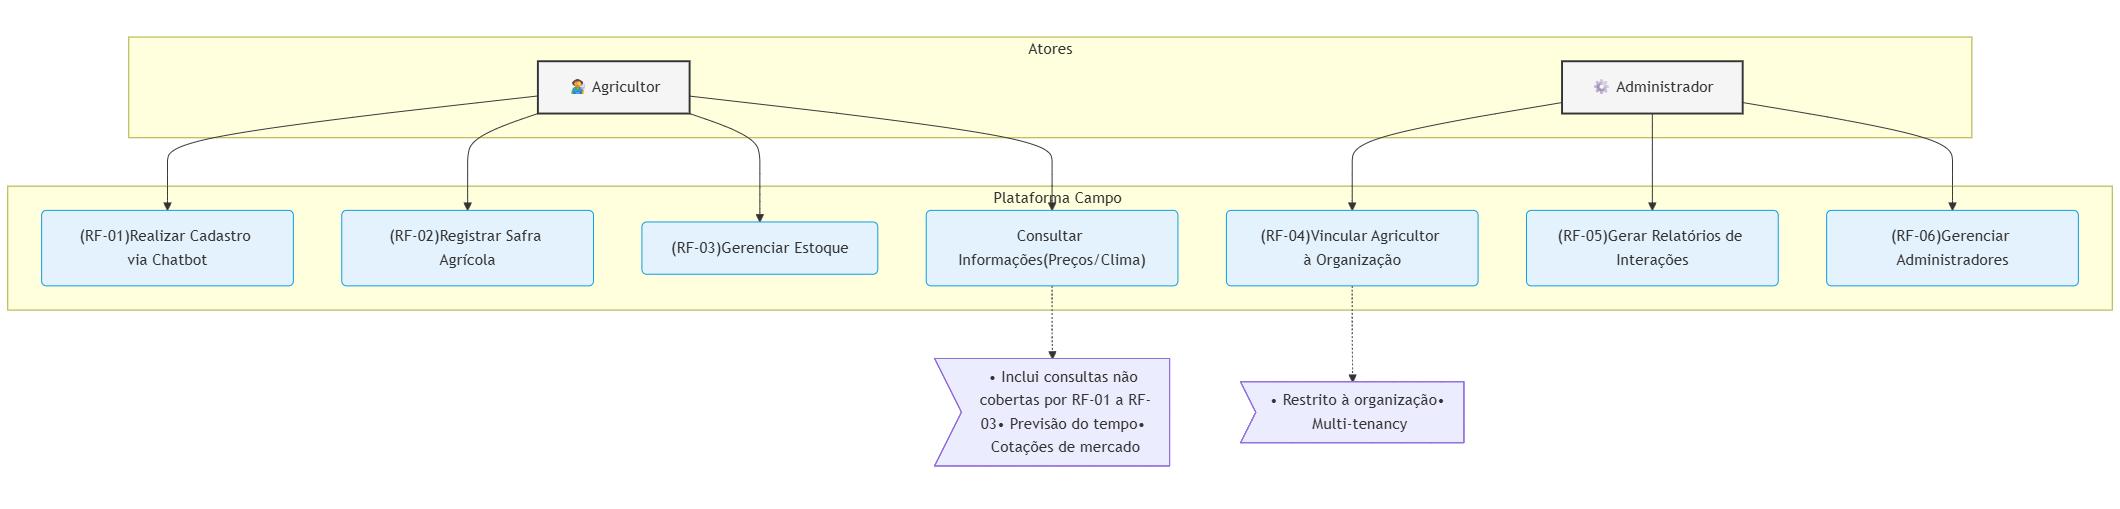 Atores
Agricultor
Administrador
Plataforma Campo
(RF-01)Realizar Cadastro
via Chatbot
(RF-02)Registrar Safra
Agrícola
(RF-03)Gerenciar Estoque
Consultar
Informações(Preços/Clima)
(RF-04)Vincular Agricultor
à Organização
(RF-05)Gerar Relatórios de
Interações
(RF-06)Gerenciar
Administradores
• Inclui consultas não
cobertas por RF-01 a RF-
03• Previsão do tempo•
Cotações de mercado
• Restrito à organização•
Multi-tenancy